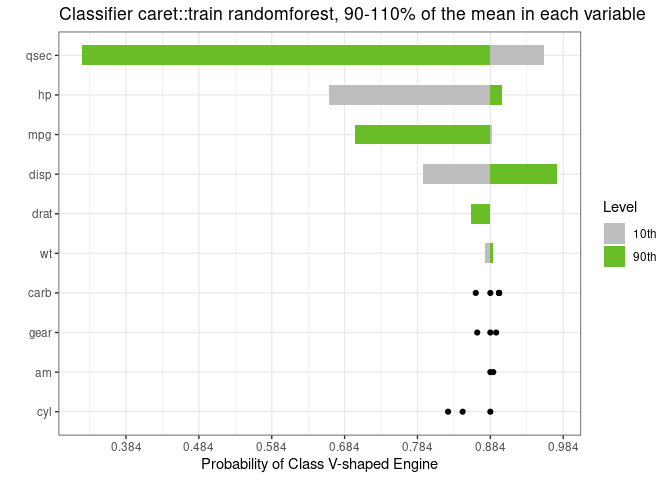 Classifier caret::train randomforest, 90-110% of the mean in each variable
qsec
hp
mpg
disp
drat
wt
carb
gear
am
cyl
0.384 0.484 0.584 0.684 0.784 0.884 0.984
Probability of Class V-shaped Engine
Level
10th
90th